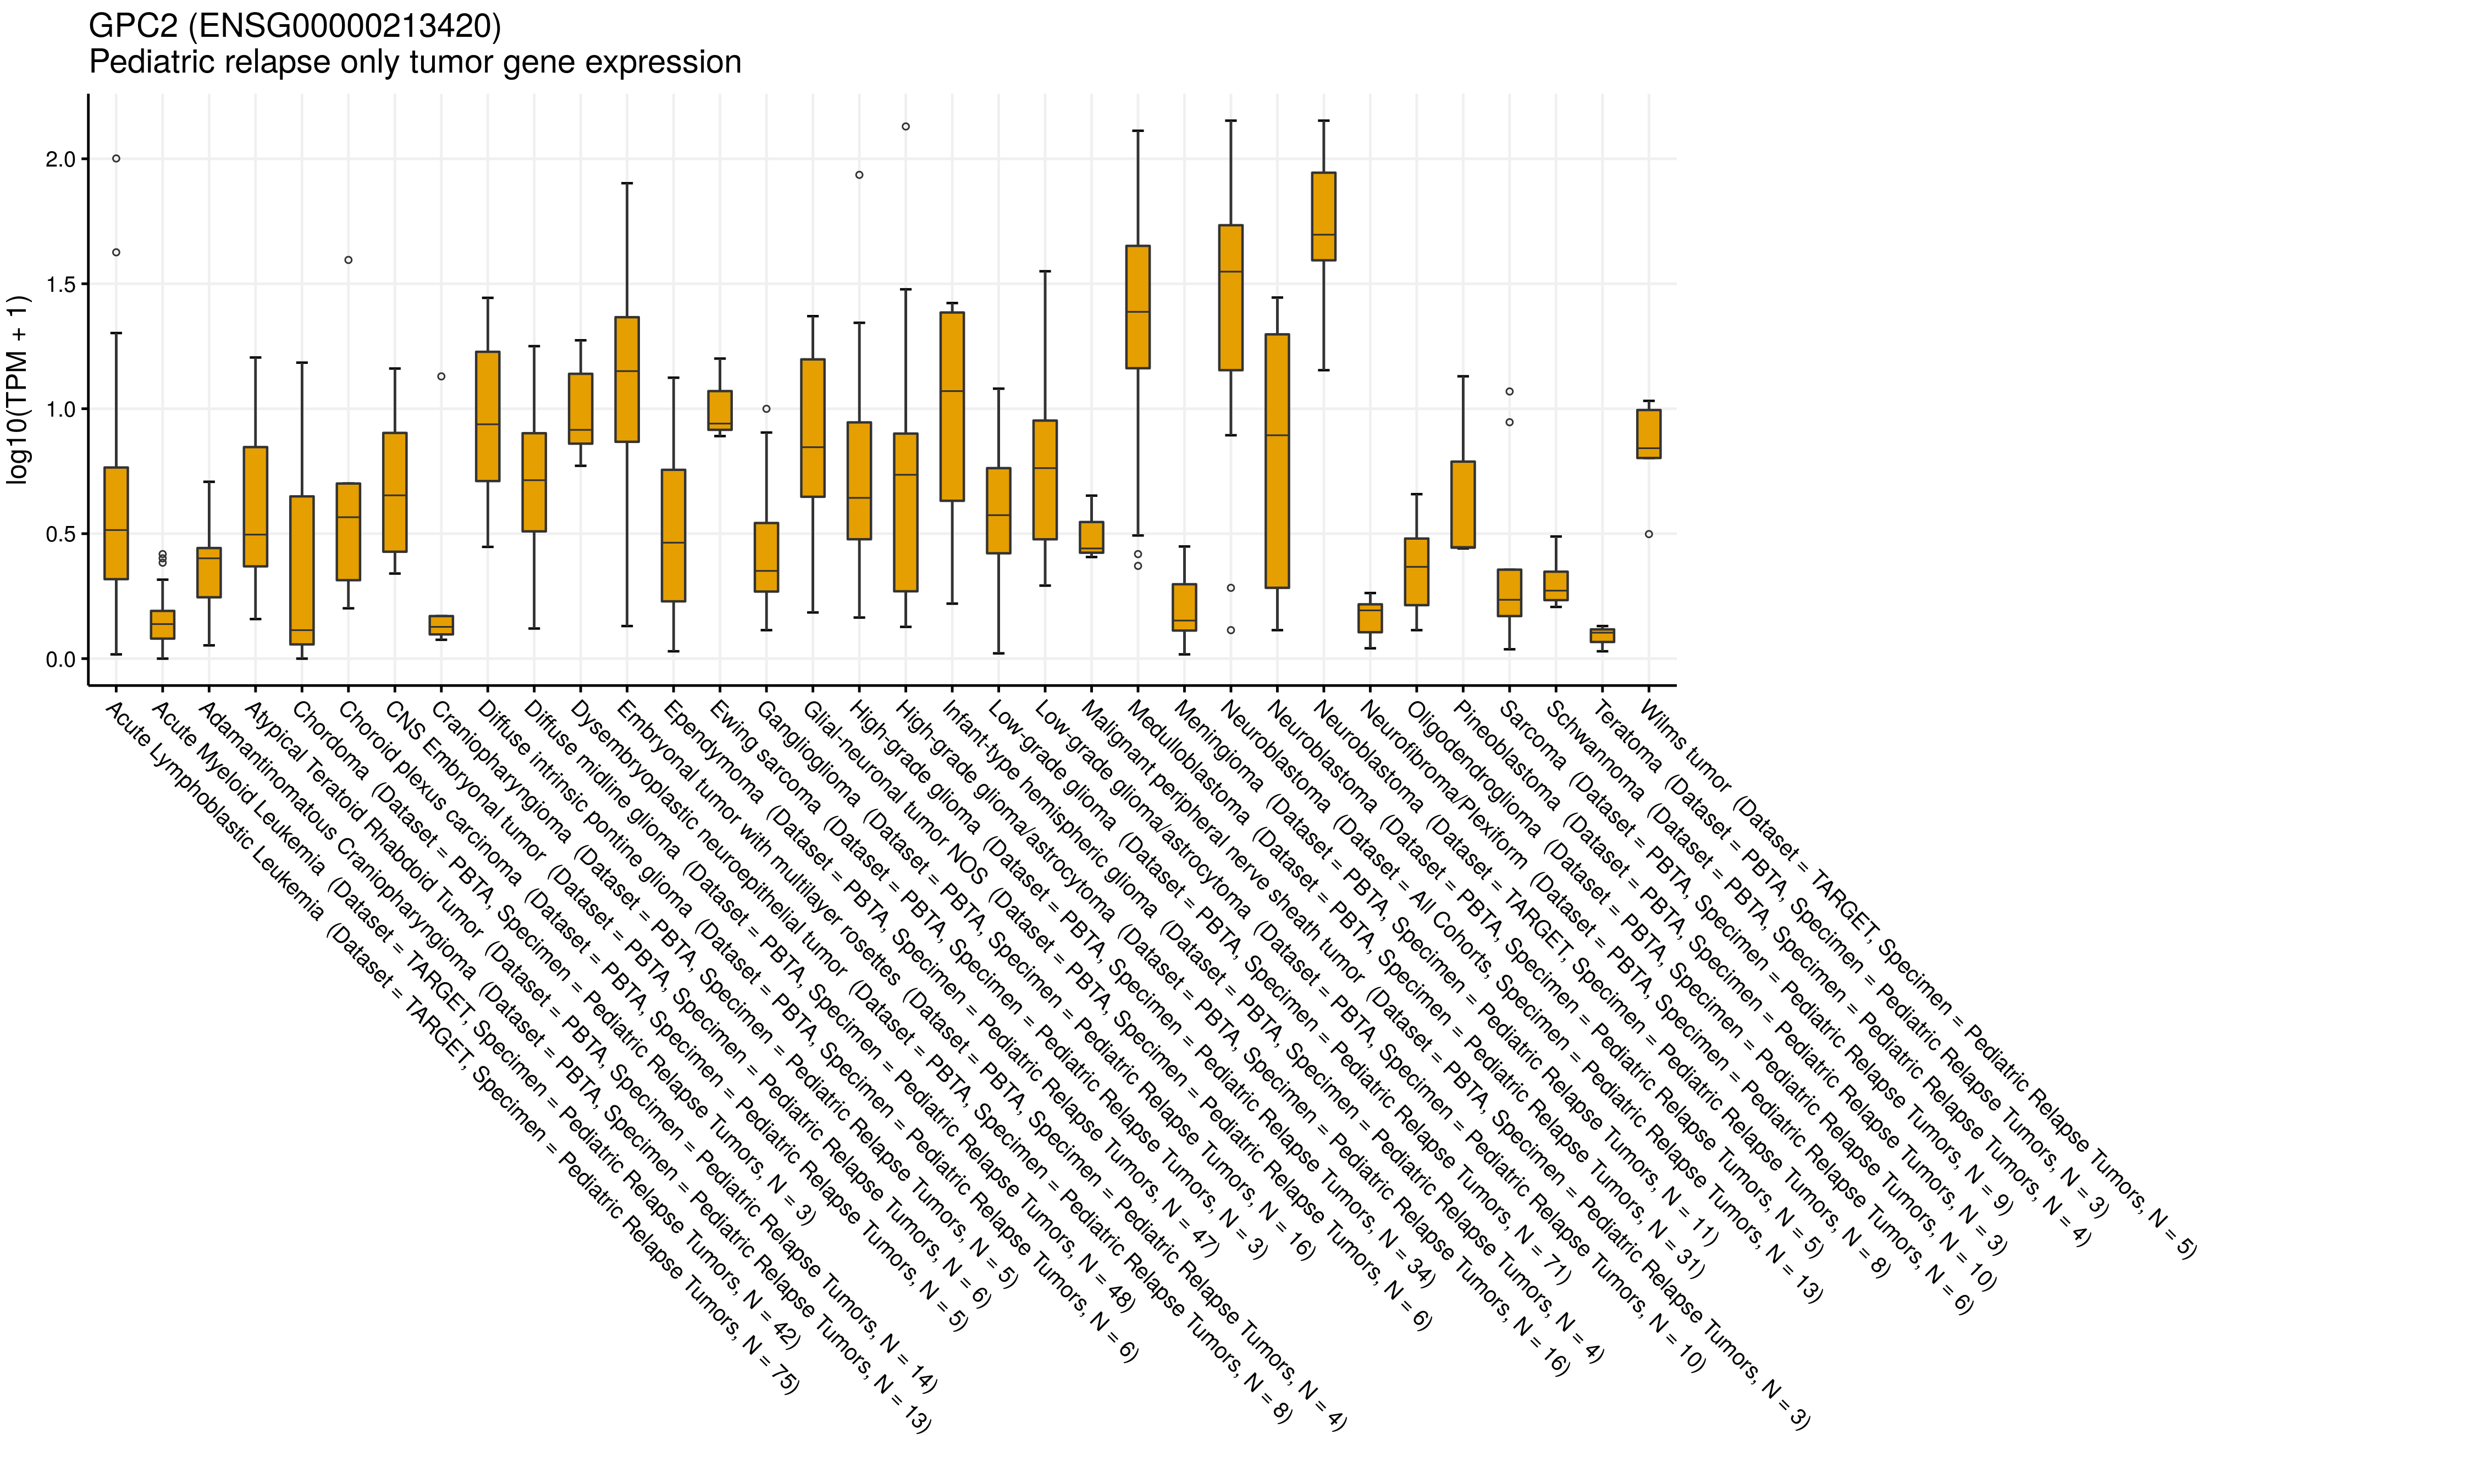 GPC2 (ENSG00000213420)
Pediatric relapse only tumor gene expression
log10(TPM + 1)
2.0
1.5
1.0
0.5
0.0
Acute Lymphoblastic Leukemia (Dataset = TARGET, Specimen = Pediatric Relapse Tumors, N = 75)
Acute Myeloid Leukemia (Dataset = TARGET, Specimen = Pediatric Relapse Tumors, N = 42)
Adamantinomatous Craniopharyngioma (Dataset = PBTA, Specimen = Pediatric Relapse Tumors, N = 13)
Atypical Teratoid Rhabdoid Tumor (Dataset = PBTA, Specimen = Pediatric Relapse Tumors, N = 14)
Chordoma (Dataset = PBTA, Specimen = Pediatric Relapse Tumors, N = 3)
Choroid plexus carcinoma (Dataset = PBTA, Specimen = Pediatric Relapse Tumors, N = 5)
CNS Embryonal tumor (Dataset = PBTA, Specimen = Pediatric Relapse Tumors, N = 6)
Craniopharyngioma (Dataset = PBTA, Specimen = Pediatric Relapse Tumors, N = 5)
Diffuse intrinsic pontine glioma (Dataset = PBTA, Specimen = Pediatric Relapse Tumors, N = 6)
Diffuse midline glioma (Dataset = PBTA, Specimen = Pediatric Relapse Tumors, N = 48)
Dysembryoplastic neuroepithelial tumor (Dataset = PBTA, Specimen = Pediatric Relapse Tumors, N = 8)
Embryonal tumor with multilayer rosettes (Dataset = PBTA, Specimen = Pediatric Relapse Tumors, N = 4)
Ependymoma (Dataset = PBTA, Specimen = Pediatric Relapse Tumors, N = 47)
Ewing sarcoma (Dataset = PBTA, Specimen = Pediatric Relapse Tumors, N = 3)
Ganglioglioma (Dataset = PBTA, Specimen = Pediatric Relapse Tumors, N = 16)
Glial-neuronal tumor NOS (Dataset = PBTA, Specimen = Pediatric Relapse Tumors, N = 6)
High-grade glioma (Dataset = PBTA, Specimen = Pediatric Relapse Tumors, N = 34)
High-grade glioma/astrocytoma (Dataset = PBTA, Specimen = Pediatric Relapse Tumors, N = 16)
Infant-type hemispheric glioma (Dataset = PBTA, Specimen = Pediatric Relapse Tumors, N = 4)
Low-grade glioma (Dataset = PBTA, Specimen = Pediatric Relapse Tumors, N = 71)
Low-grade glioma/astrocytoma (Dataset = PBTA, Specimen = Pediatric Relapse Tumors, N = 10)
Malignant peripheral nerve sheath tumor (Dataset = PBTA, Specimen = Pediatric Relapse Tumors, N = 3)
Medulloblastoma (Dataset = PBTA, Specimen = Pediatric Relapse Tumors, N = 31)
Meningioma (Dataset = PBTA, Specimen = Pediatric Relapse Tumors, N = 11)
Neuroblastoma (Dataset = All Cohorts, Specimen = Pediatric Relapse Tumors, N = 13)
Neuroblastoma (Dataset = PBTA, Specimen = Pediatric Relapse Tumors, N = 5)
Neuroblastoma (Dataset = TARGET, Specimen = Pediatric Relapse Tumors, N = 8)
Neurofibroma/Plexiform (Dataset = PBTA, Specimen = Pediatric Relapse Tumors, N = 6)
Oligodendroglioma (Dataset = PBTA, Specimen = Pediatric Relapse Tumors, N = 10)
Pineoblastoma (Dataset = PBTA, Specimen = Pediatric Relapse Tumors, N = 3)
Sarcoma (Dataset = PBTA, Specimen = Pediatric Relapse Tumors, N = 9)
Schwannoma (Dataset = PBTA, Specimen = Pediatric Relapse Tumors, N = 4)
Teratoma (Dataset = PBTA, Specimen = Pediatric Relapse Tumors, N = 3)
Wilms tumor (Dataset = TARGET, Specimen = Pediatric Relapse Tumors, N = 5)